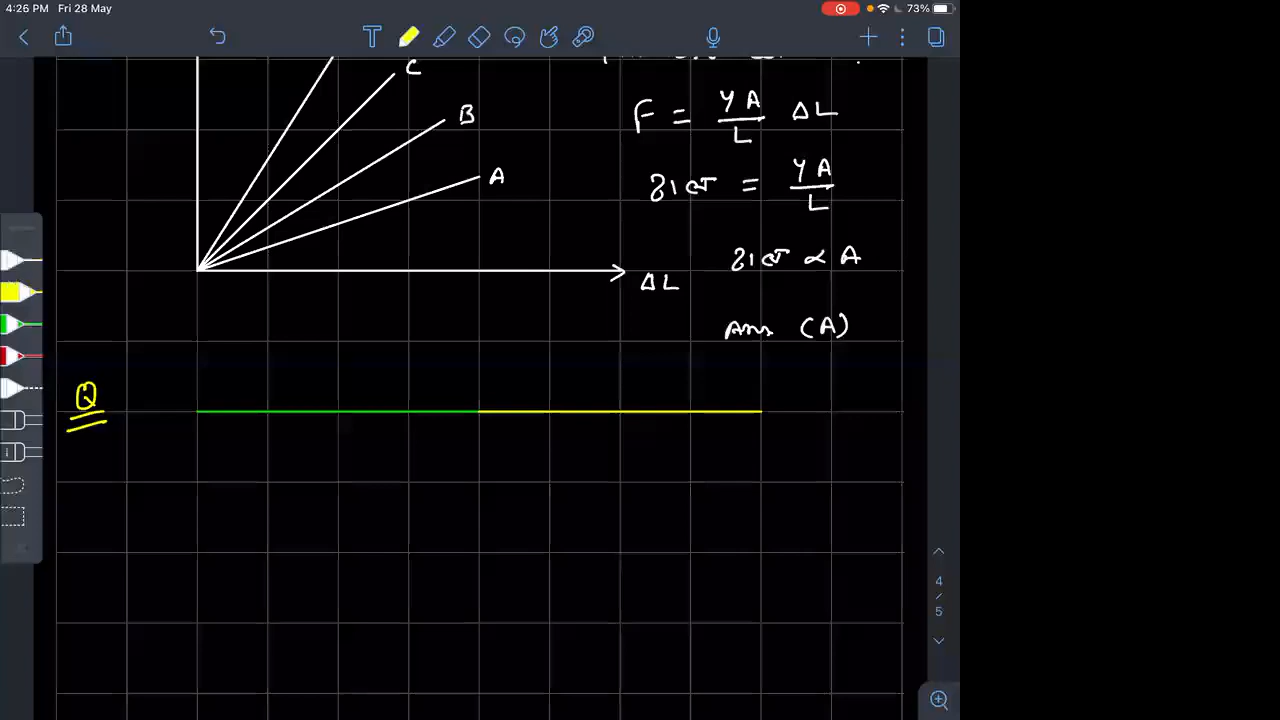 4:26 PM Fri 28 May
73%
T
C
F = YA/L ΔL
B
ঢাল = YA/L
A
ঢাল ∝ A
ΔL
Ans (A)
Q
4
/
5